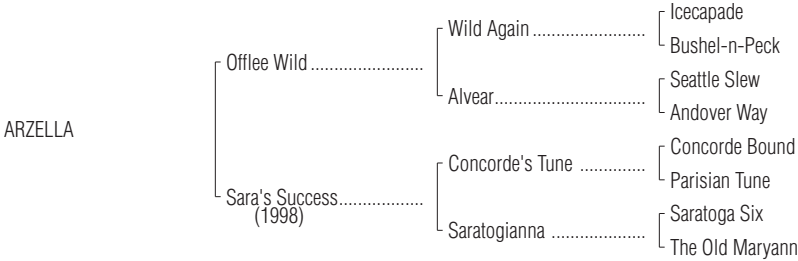 Icecapade
Wild Again ........................
Bushel-n-Peck
Offlee Wild ........................
Seattle Slew
Alvear................................
Andover Way
ARZELLA
Concorde Bound
Concorde's Tune ..............
Parisian Tune
Sara's Success..................
(1998)
Saratoga Six
Saratogianna ....................
The Old Maryann